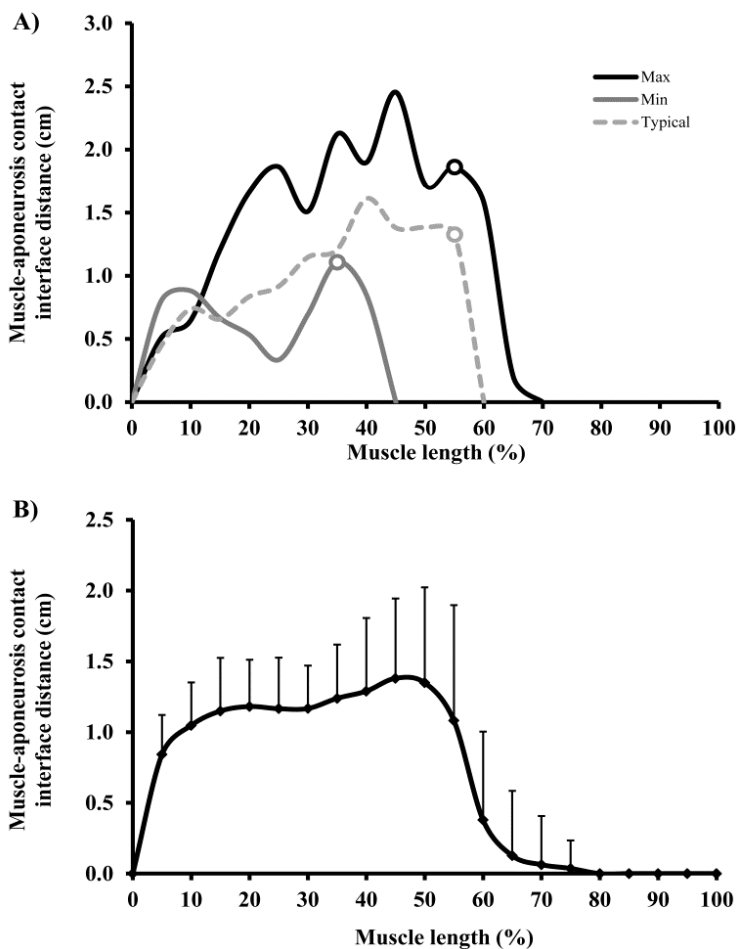 A)
3.0
2.5
2.0
1.5
1.0
0.5
0.0
Muscle-aponeurosis contact
interface distance (cm)
Max
Min
Typical
0 10 20 30 40 50 60 70 80 90 100
Muscle length (%)
B)
2.5
2.0
1.5
1.0
0.5
0.0
Muscle-aponeurosis contact
interface distance (cm)
0 10 20 30 40 50 60 70 80 90 100
Muscle length (%)